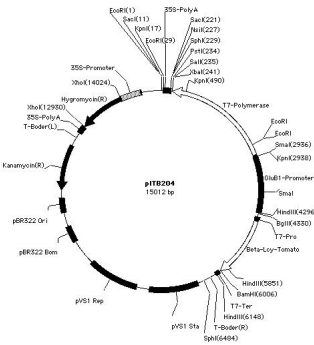 EcoRI(1)
SacI(11)
KpnI(17)
EcoRI(29)
35S-PolyA
SacI(221)
NsiI(227)
SphI(229)
PstI(234)
SalI(235)
XbaI(241)
KpnI(490)
35S-Promoter
XhoI(14024)
Hygromycin(R)
XhoI(12930)
35S-PolyA
T-Boder(L)
Kanamycin(R)
pBR322 Ori
pBR322 Bom
pVS1 Rep
pVS1 Sta
T7-Polymerase
EcoRI
EcoRI
SmaI(2936)
KpnI(2938)
GluB1-Promoter
SmaI
HindIII(4296
BglII(4330)
T7-Pro
Beta-Lcy-Tomato
HindIII(5851)
BamHI(6006)
T7-Ter
HindIII(6148)
T-Boder(R)
SphI(6484)
pITB204
15012 bp